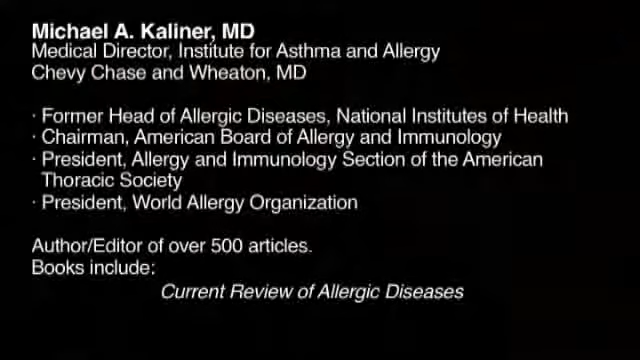 Michael A. Kaliner, MD
Medical Director, Institute for Asthma and Allergy
Chevy Chase and Wheaton, MD
· Former Head of Allergic Diseases, National Institutes of Health
· Chairman, American Board of Allergy and Immunology
· President, Allergy and Immunology Section of the American
Thoracic Society
· President, World Allergy Organization
Author/Editor of over 500 articles.
Books include:
Current Review of Allergic Diseases